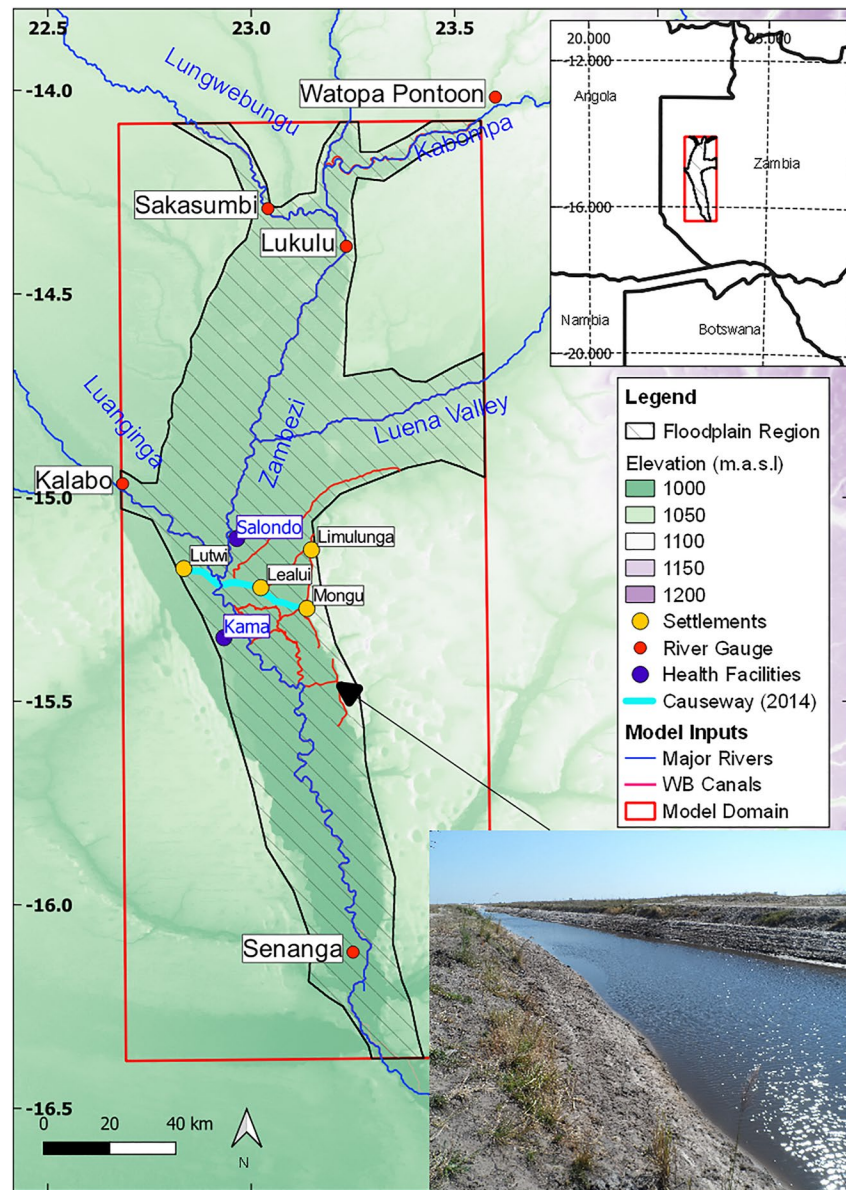 22.5
23.0
23.5
-14.0
-14.5
-15.0
-15.5
-16.0
-16.5
Lungwebungu
Watopa Pontoon
Kabompa
Sakasumbi
Lukulu
Luanginga
Zambezi
Luena Valley
Kalabo
Salondo
Lutwi
Limulunga
Lealui
Mongu
Kama
Senanga
0 20 40 km
N
20.000
25.000
-12.000
Angola
Zambia
-16.000
Nambia
Botswana
-20.000
Legend
Floodplain Region
Elevation (m.a.s.l)
1000
1050
1100
1150
1200
Settlements
River Gauge
Health Facilities
Causeway (2014)
Model Inputs
Major Rivers
WB Canals
Model Domain